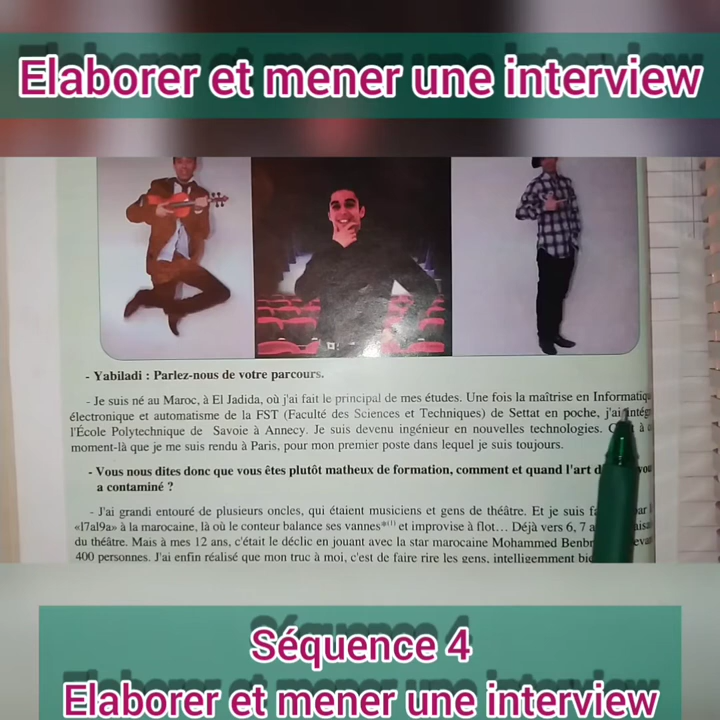 Elaborer et mener une interview
- Yabiladi : Parlez-nous de votre parcours.
- Je suis né au Maroc, à El Jadida, où j'ai fait le principal de mes études. Une fois la maîtrise en Informatiqu
électronique et automatisme de la FST (Faculté des Sciences et Techniques) de Settat en poche, j'ai intég
l'École Polytechnique de Savoie à Annecy. Je suis devenu ingénieur en nouvelles technologies. à
moment-là que je me suis rendu à Paris, pour mon premier poste dans lequel je suis toujours.
- Vous nous dites donc que vous êtes plutôt matheux de formation, comment et quand l'art vou
a contaminé ?
- J'ai grandi entouré de plusieurs oncles, qui étaient musiciens et gens de théâtre. Et je suis ar
«l7al9a» à la marocaine, là où le conteur balance ses vannes*(1) et improvise à flot... Déjà vers 6, 7
du théâtre. Mais à mes 12 ans, c'était le déclic en jouant avec la star marocaine Mohammed evan
400 personnes. J'ai enfin réalisé que mon truc à moi, c'est de faire rire les gens, intelligemment
Séquence 4
Elaborer et mener une interview